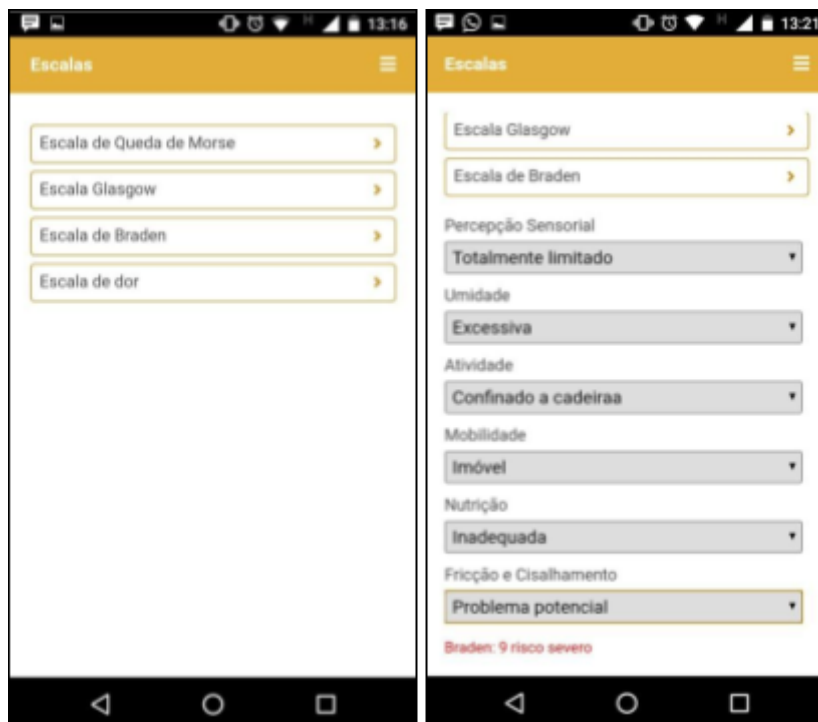 13:16
Escalas
Escala de Queda de Morse
Escala Glasgow
Escala de Braden
Escala de dor
H
13:21
Escalas
Escala Glasgow
Escala de Braden
Percepção Sensorial
Totalmente limitado
Umidade
Excessiva
Atividade
Confinado a cadeiraa
Mobilidade
Imóvel
Nutrição
Inadequada
Fricção e Cisalhamento
Problema potencial
Braden: 9 risco severo